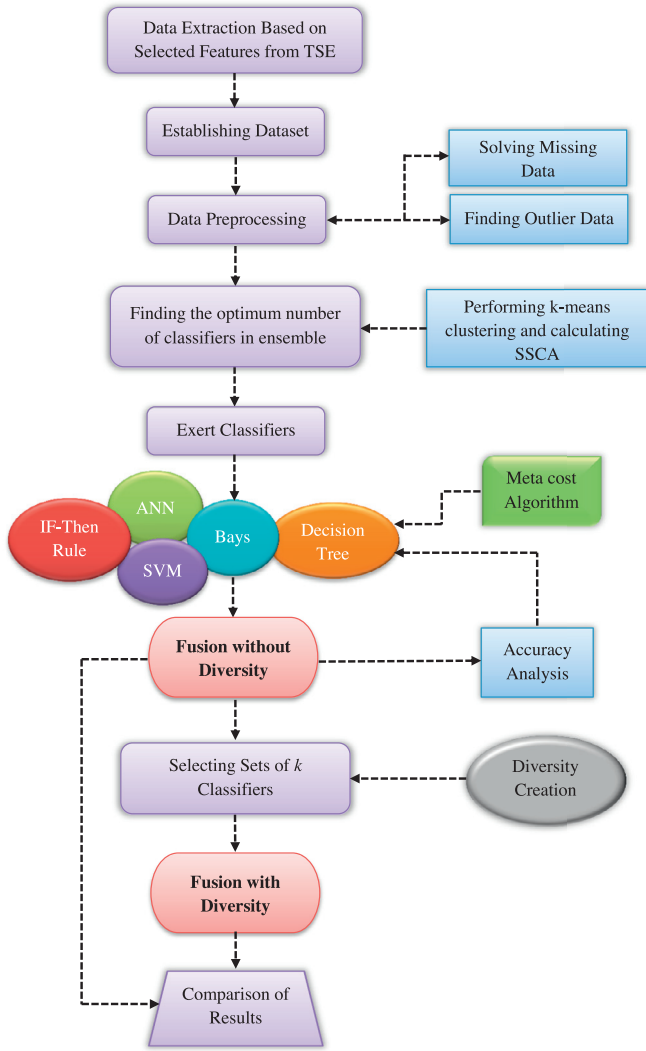 Data Extraction Based on
Selected Features from TSE
Establishing Dataset
Solving Missing
Data
Data Preprocessing
Finding Outlier Data
Finding the optimum number
of classifiers in ensemble
Performing k-means
clustering and calculating
SSCA
Exert Classifiers
Meta cost
Algorithm
ANN
IF-Then
Rule
Bays
Decision
Tree
SVM
Fusion without
Diversity
Accuracy
Analysis
Selecting Sets of k
Classifiers
Diversity
Creation
Fusion with
Diversity
Comparison of
Results